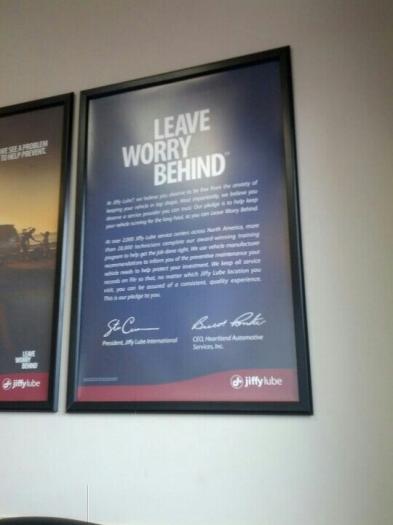 WE SEE A PROBLEM
TO HELP PREVENT.
LEAVE
WORRY
BEHIND
jiffylube
LEAVE
WORRY
BEHIND™
At Jiffy Lube® we believe you deserve to be free from the anxiety of
keeping your vehicle in top shape. Most importantly, we believe you
deserve a service provider you can trust. Our pledge is to help keep
your vehicle running for the long haul, so you can Leave Worry Behind.
At over 2,000 Jiffy Lube service centers across North America, more
than 20,000 technicians complete our award-winning training
program to help get the job done right. We use vehicle manufacturer
recommendations to inform you of the preventive maintenance your
vehicle needs to help protect your investment. We keep all service
records on file so that, no matter which Jiffy Lube location you
visit, you can be assured of a consistent, quality experience.
This is our pledge to you.
President, Jiffy Lube International
CEO, Heartland Automotive
Services, Inc.
jiffylube